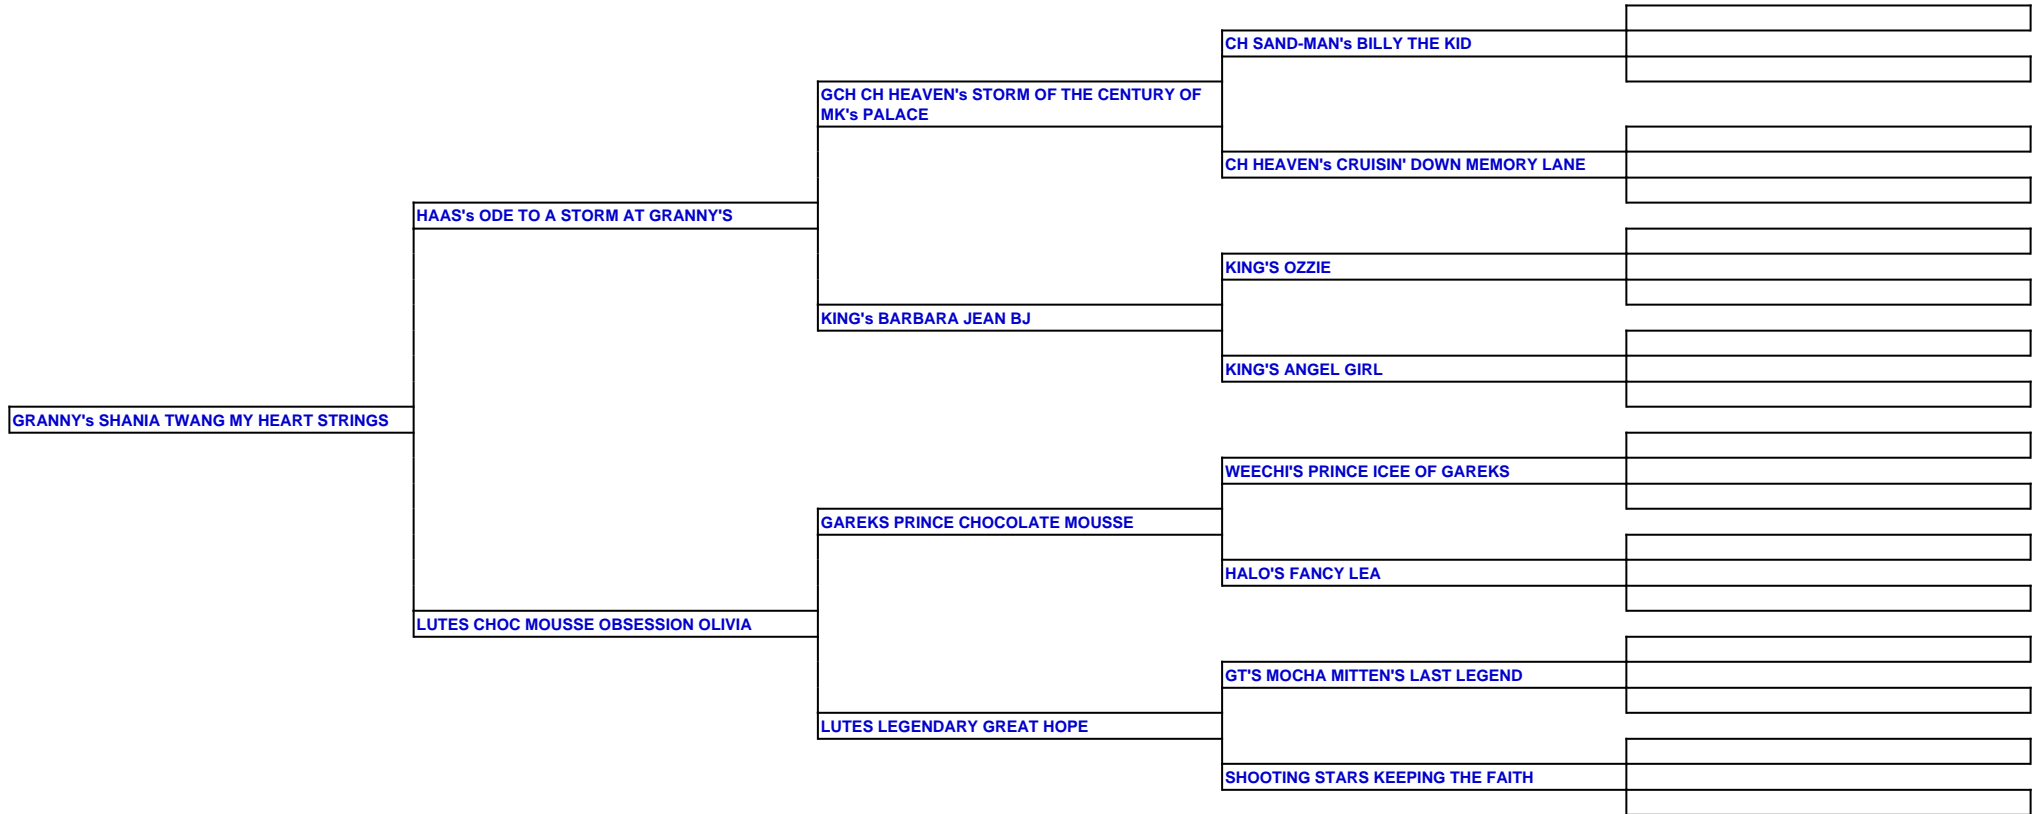 CH SAND-MAN's BILLY THE KID
GCH CH HEAVEN's STORM OF THE CENTURY OF
MK's PALACE
CH HEAVEN's CRUISIN' DOWN MEMORY LANE
HAAS's ODE TO A STORM AT GRANNY'S
KING'S OZZIE
KING's BARBARA JEAN BJ
KING'S ANGEL GIRL
GRANNY's SHANIA TWANG MY HEART STRINGS
WEECHI'S PRINCE ICEE OF GAREKS
GAREKS PRINCE CHOCOLATE MOUSSE
HALO'S FANCY LEA
LUTES CHOC MOUSSE OBSESSION OLIVIA
GT'S MOCHA MITTEN'S LAST LEGEND
LUTES LEGENDARY GREAT HOPE
SHOOTING STARS KEEPING THE FAITH